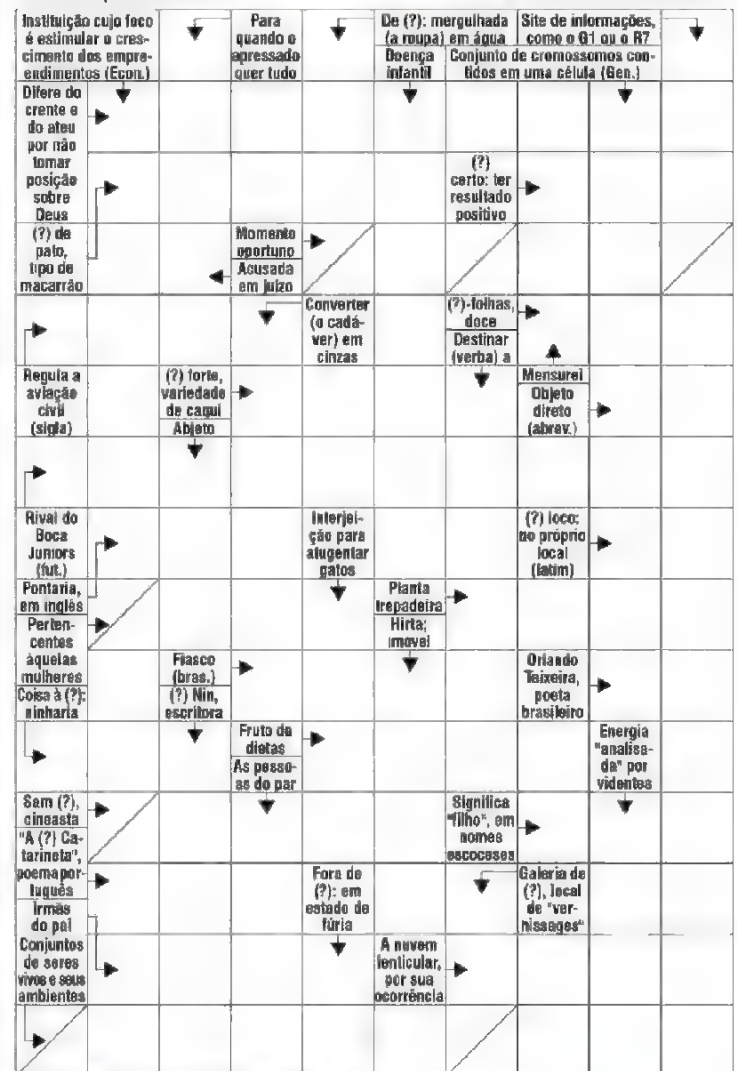 Instituição cujo foco
é estimular o cres-
cimento dos empre-
endimentos (Econ.)
Para
quando o
apressado
quer tudo
De (?): mergulhada
(a roupa) em água
Site de informações,
como o G1 ou o R7
Doença
infantil
Conjunto de cromossomos con-
tidos em uma célula (Gen.)
Difere do
crente e
do ateu
por não
tomar
posição
sobre
Deus
(?)
certo: ter
resultado
positivo
(?) de
pato,
tipo de
macarrão
Momento
oportuno
Acusada
em juízo
Converter
(o cadá-
ver) em
cinzas
(?)-folhas,
doce
Destinar
(verba) a
Regula a
aviação
civil
(sigla)
(?) forte,
variedade
de caqui
Abjeto
Mensurei
Objeto
direto
(abrev.)
Rival do
Boca
Juniors
(fut.)
Interjei-
ção para
afugentar
gatos
(?) loco:
no próprio
local
(latim)
Pontaria,
em inglês
Planta
trepadeira
Perten-
centes
àquelas
mulheres
Hirta;
imóvel
Fiasco
(bras.)
(?) Nin,
escritora
Orlando
Teixeira,
poeta
brasileiro
Coisa à (?):
ninharia
Fruto de
dietas
As pesso-
as do par
Energia
"analisa-
da" por
videntes
Sam (?),
cineasta
Significa
"filho", em
nomes
escoceses
"A (?) Ca-
tarineta",
poema por-
tuguês
Fora de
(?): em
estado de
fúria
Galeria de
(?), local
de "ver-
nissages"
Irmãs
do pai
Conjuntos
de seres
vivos e seus
ambientes
A nuvem
lenticular,
por sua
ocorrência